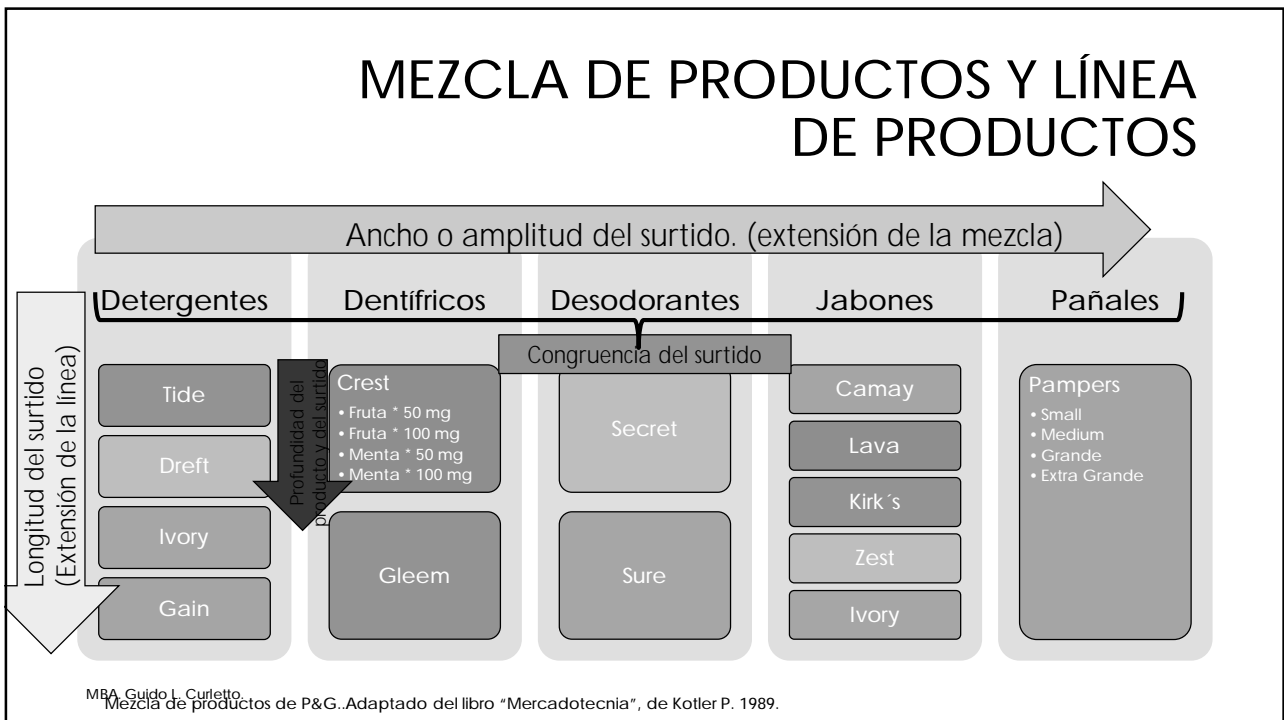 MEZCLA DE PRODUCTOS Y LÍNEA
DE PRODUCTOS
Ancho o amplitud del surtido. (extensión de la mezcla)
Longitud del surtido
(Extensión de la línea)
Detergentes
Dentífricos
Desodorantes
Jabones
Pañales
Congruencia del surtido
Tide
Dreft
Ivory
Gain
Profundidad del
producto y del surtido
Crest
• Fruta * 50 mg
• Fruta * 100 mg
• Menta * 50 mg
• Menta * 100 mg
Gleem
Secret
Sure
Camay
Lava
Kirk´s
Zest
Ivory
Pampers
• Small
• Medium
• Grande
• Extra Grande
MBA. Guido L. Curletto.
Mezcla de productos de P&G..Adaptado del libro “Mercadotecnia”, de Kotler P. 1989.